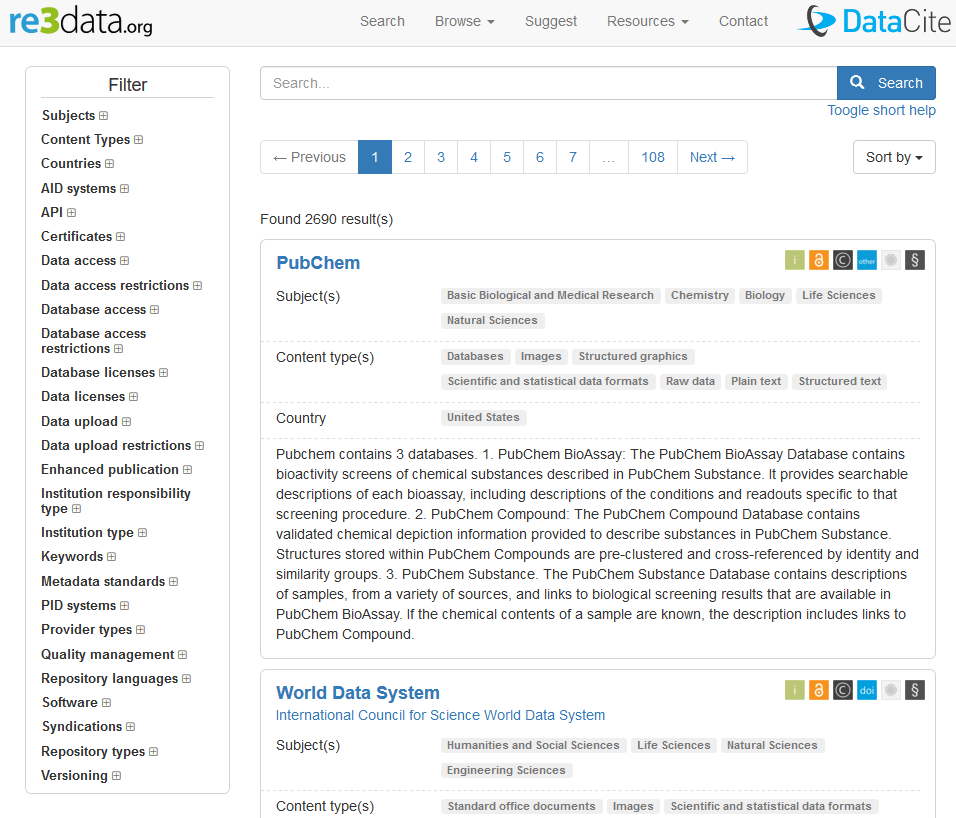 re3data.org
Search Browse Suggest Resources Contact
DataCite
Filter
Subjects
Content Types
Countries
AID systems
API
Certificates
Data access
Data access restrictions
Database access
Database access
restrictions
Database licenses
Data licenses
Data upload
Data upload restrictions
Enhanced publication
Institution responsibility
type
Institution type
Keywords
Metadata standards
PID systems
Provider types
Quality management
Repository languages
Software
Syndications
Repository types
Versioning
Search... Search
Toogle short help
← Previous 1 2 3 4 5 6 7 … 108 Next →
Sort by
Found 2690 result(s)
PubChem
i © other §
Subject(s) Basic Biological and Medical Research Chemistry Biology Life Sciences
Natural Sciences
Content type(s) Databases Images Structured graphics
Scientific and statistical data formats Raw data Plain text Structured text
Country United States
Pubchem contains 3 databases. 1. PubChem BioAssay: The PubChem BioAssay Database contains
bioactivity screens of chemical substances described in PubChem Substance. It provides searchable
descriptions of each bioassay, including descriptions of the conditions and readouts specific to that
screening procedure. 2. PubChem Compound: The PubChem Compound Database contains
validated chemical depiction information provided to describe substances in PubChem Substance.
Structures stored within PubChem Compounds are pre-clustered and cross-referenced by identity and
similarity groups. 3. PubChem Substance. The PubChem Substance Database contains descriptions
of samples, from a variety of sources, and links to biological screening results that are available in
PubChem BioAssay. If the chemical contents of a sample are known, the description includes links to
PubChem Compound.
World Data System
i © doi §
International Council for Science World Data System
Subject(s) Humanities and Social Sciences Life Sciences Natural Sciences
Engineering Sciences
Content type(s) Standard office documents Images Scientific and statistical data formats